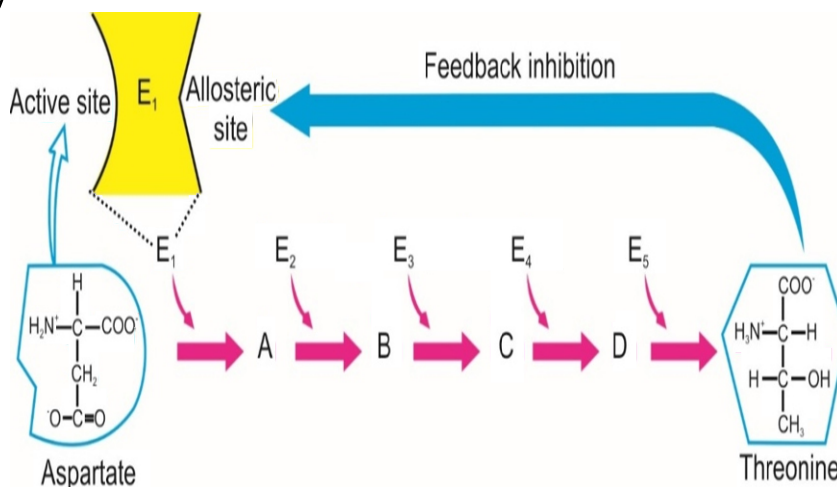 Feedback inhibition
Active site
E₁
Allosteric
site
E₁
E₂
E₃
E₄
E₅
A
B
C
D
H
H₂N⁺–C–COO⁻
CH₂
⁻O–C=O
Aspartate
COO⁻
H₃N⁺–C–H
H–C–OH
CH₃
Threonine